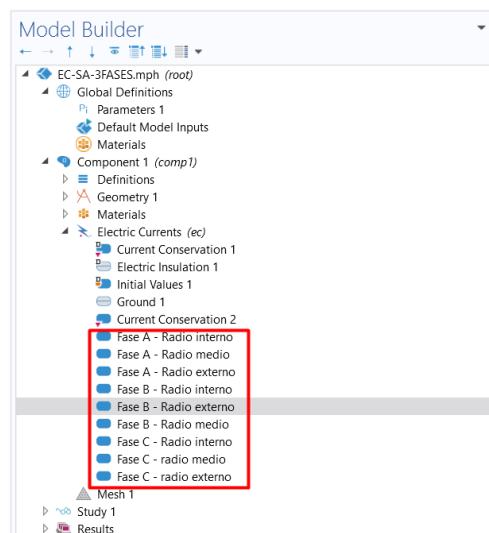 Model Builder
EC-SA-3FASES.mph (root)
Global Definitions
Pi Parameters 1
Default Model Inputs
Materials
Component 1 (comp1)
Definitions
Geometry 1
Materials
Electric Currents (ec)
Current Conservation 1
Electric Insulation 1
Initial Values 1
Ground 1
Current Conservation 2
Fase A - Radio interno
Fase A - Radio medio
Fase A - Radio externo
Fase B - Radio interno
Fase B - Radio externo
Fase B - Radio medio
Fase C - Radio interno
Fase C - radio medio
Fase C - radio externo
Mesh 1
Study 1
Results